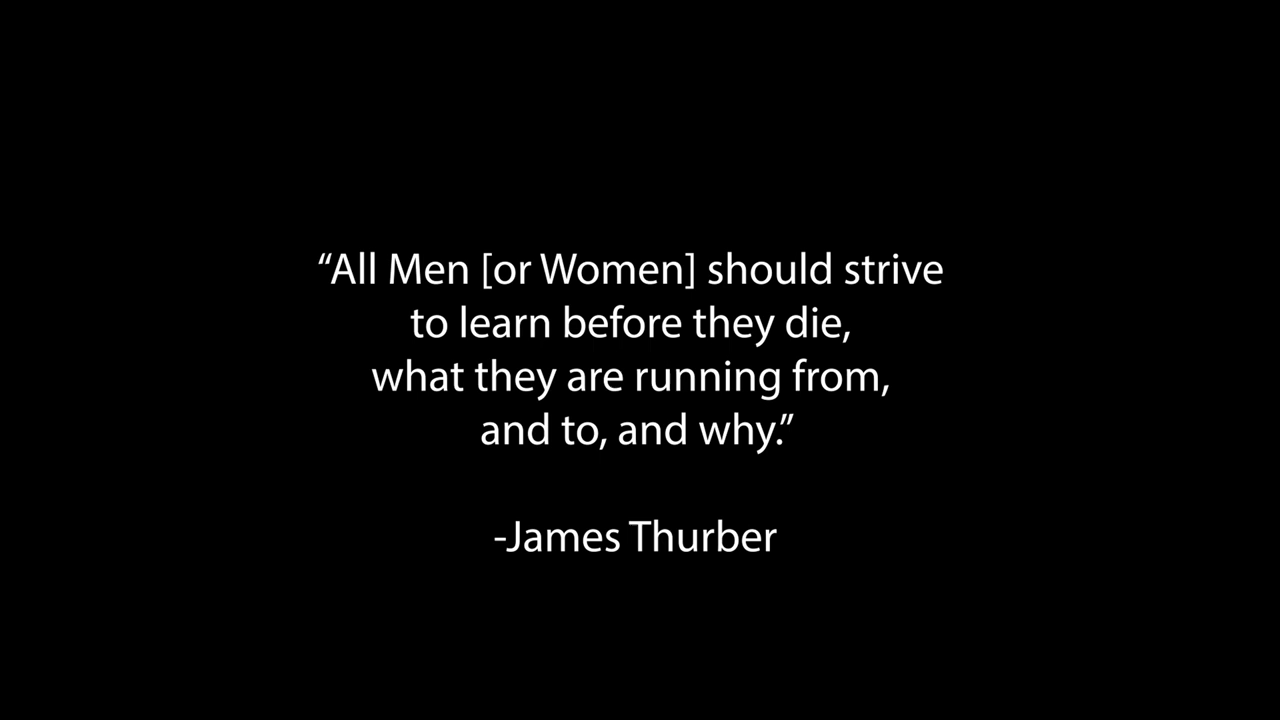 “All Men [or Women] should strive
to learn before they die,
what they are running from,
and to, and why.”
-James Thurber